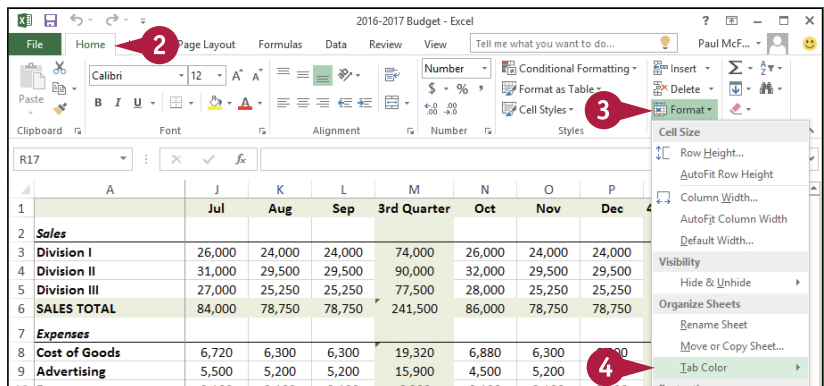 2016-2017 Budget - Excel ?
File Home 2 Page Layout Formulas Data Review View Tell me what you want to do... Paul McF...
Paste
Calibri 12 A A
B I U A
Number
$ % ,
.0 .00 .00 .0
Conditional Formatting
Format as Table
Cell Styles
3
Insert
Delete
Format
Σ A Z
Clipboard Font Alignment Number Styles
R17 fx
A J K L M N O P
1 Jul Aug Sep 3rd Quarter Oct Nov Dec 4
2 Sales
3 Division I 26,000 24,000 24,000 74,000 26,000 24,000 24,000
4 Division II 31,000 29,500 29,500 90,000 32,000 29,500 29,500
5 Division III 27,000 25,250 25,250 77,500 28,000 25,250 25,250
6 SALES TOTAL 84,000 78,750 78,750 241,500 86,000 78,750 78,750
7 Expenses
8 Cost of Goods 6,720 6,300 6,300 19,320 6,880 6,300
9 Advertising 5,500 5,200 5,200 15,900 4,500 5,200
Cell Size
Row Height...
AutoFit Row Height
Column Width...
AutoFit Column Width
Default Width...
Visibility
Hide & Unhide
Organize Sheets
Rename Sheet
Move or Copy Sheet...
4 Tab Color